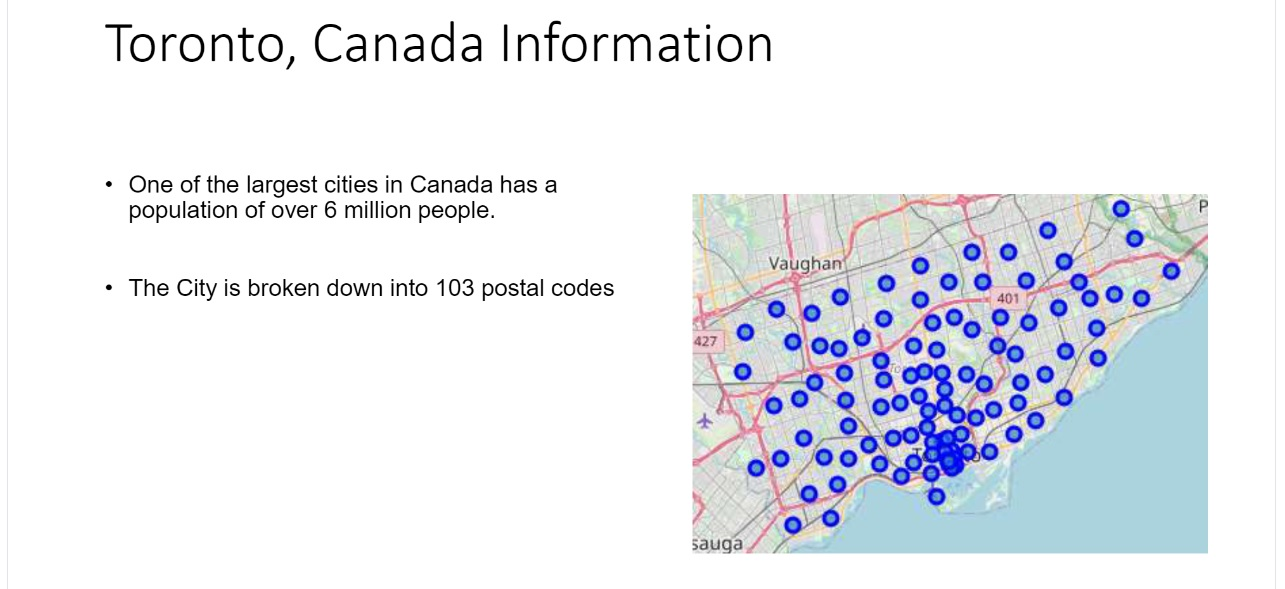 Toronto, Canada Information
• One of the largest cities in Canada has a
population of over 6 million people.
• The City is broken down into 103 postal codes
P
Vaughan
401
427
sauga